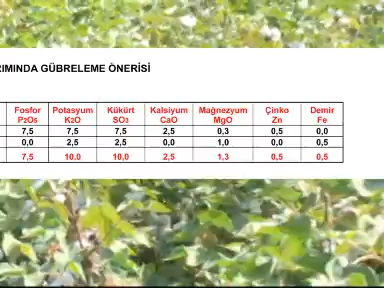 RIMINDA GÜBRELEME ÖNERİSİ
Fosfor Potasyum Kükürt Kalsiyum Mağnezyum Çinko Demir
P2O5 K2O SO3 CaO MgO Zn Fe
7,5 7,5 7,5 2,5 0,3 0,5 0,0
0,0 2,5 2,5 0,0 1,0 0,0 0,5
7,5 10.0 10,0 2,5 1,3 0,5 0,5